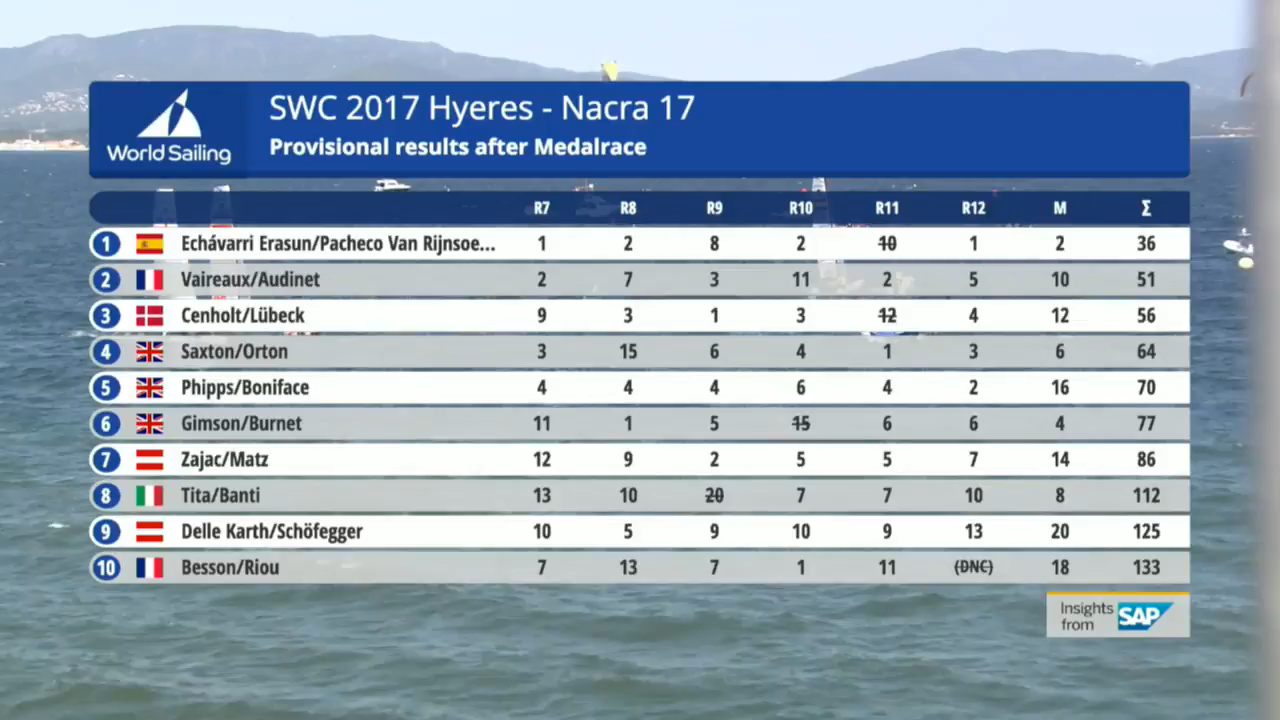 World Sailing
SWC 2017 Hyeres - Nacra 17
Provisional results after Medalrace
R7 R8 R9 R10 R11 R12 M Σ
1 Echávarri Erasun/Pacheco Van Rijnsoe... 1 2 8 2 10 1 2 36
2 Vaireaux/Audinet 2 7 3 11 2 5 10 51
3 Cenholt/Lübeck 9 3 1 3 12 4 12 56
4 Saxton/Orton 3 15 6 4 1 3 6 64
5 Phipps/Boniface 4 4 4 6 4 2 16 70
6 Gimson/Burnet 11 1 5 15 6 6 4 77
7 Zajac/Matz 12 9 2 5 5 7 14 86
8 Tita/Banti 13 10 20 7 7 10 8 112
9 Delle Karth/Schöfegger 10 5 9 10 9 13 20 125
10 Besson/Riou 7 13 7 1 11 (DNC) 18 133
Insights
from SAP